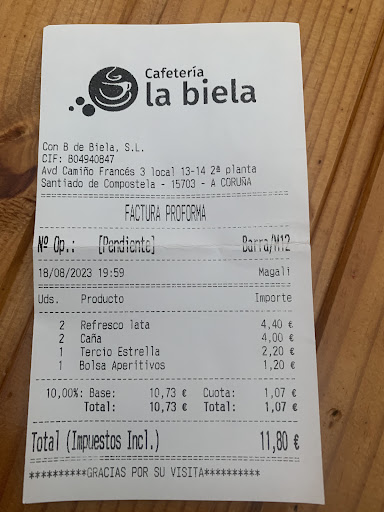 Cafetería
la biela
Con B de Biela, S.L.
CIF: B04940847
Avd Camiño Francés 3 local 13-14 2ª planta
Santiado de Compostela - 15703 - A CORUÑA
FACTURA PROFORMA
Nº Op.: [Pendiente] Barra/M12
18/08/2023 19:59 Magali
Uds. Producto Importe
2 Refresco lata 4,40 €
2 Caña 4,00 €
1 Tercio Estrella 2,20 €
1 Bolsa Aperitivos 1,20 €
10,00%: Base: 10,73 € Cuota: 1,07 €
Total: 10,73 € Total: 1,07 €
Total (Impuestos Incl.) 11,80 €
**********GRACIAS POR SU VISITA**********